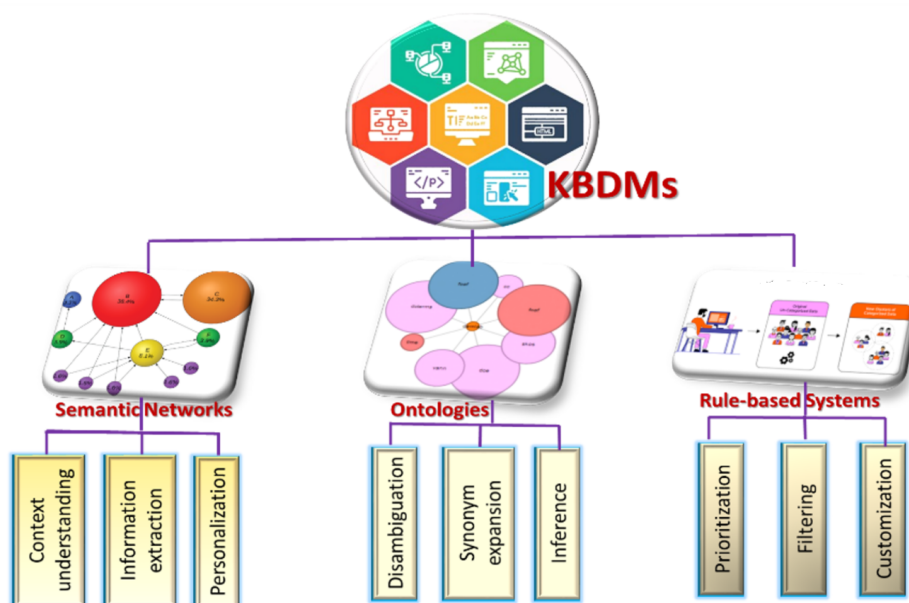 </P>
HTML
KBDMs
B
C
E
Semantic Networks
Ontologies
Rule-based Systems
Context
understanding
Information
extraction
Personalization
Disambiguation
Synonym
expansion
Inference
Prioritization
Filtering
Customization